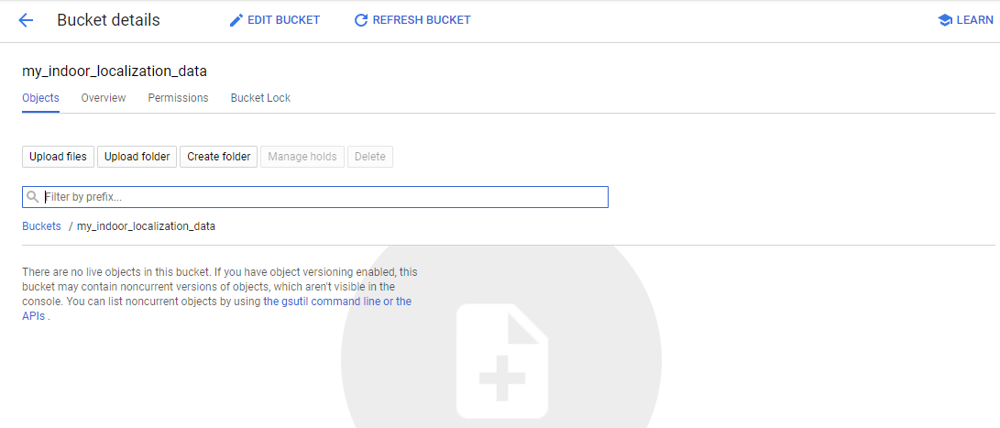 Bucket details EDIT BUCKET REFRESH BUCKET LEARN
my_indoor_localization_data
Objects Overview Permissions Bucket Lock
Upload files Upload folder Create folder Manage holds Delete
Filter by prefix...
Buckets / my_indoor_localization_data
There are no live objects in this bucket. If you have object versioning enabled, this
bucket may contain noncurrent versions of objects, which aren't visible in the
console. You can list noncurrent objects by using the gsutil command line or the
APIs .